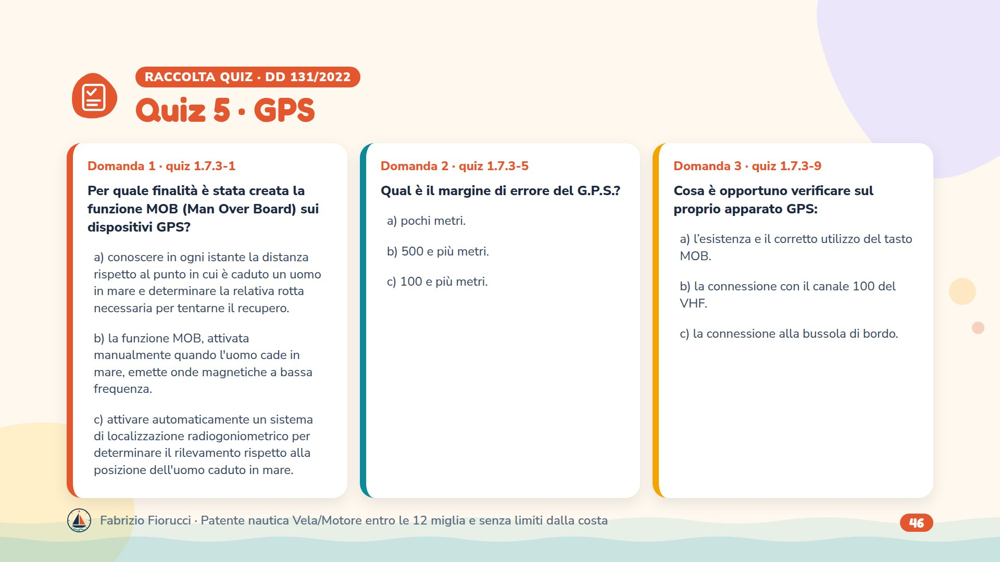 RACCOLTA QUIZ · DD 131/2022
Quiz 5 · GPS
Domanda 1 · quiz 1.7.3-1
Per quale finalità è stata creata la
funzione MOB (Man Over Board) sui
dispositivi GPS?
a) conoscere in ogni istante la distanza
rispetto al punto in cui è caduto un uomo
in mare e determinare la relativa rotta
necessaria per tentarne il recupero.
b) la funzione MOB, attivata
manualmente quando l'uomo cade in
mare, emette onde magnetiche a bassa
frequenza.
c) attivare automaticamente un sistema
di localizzazione radiogoniometrico per
determinare il rilevamento rispetto alla
posizione dell'uomo caduto in mare.
Domanda 2 · quiz 1.7.3-5
Qual è il margine di errore del G.P.S.?
a) pochi metri.
b) 500 e più metri.
c) 100 e più metri.
Domanda 3 · quiz 1.7.3-9
Cosa è opportuno verificare sul
proprio apparato GPS:
a) l’esistenza e il corretto utilizzo del tasto
MOB.
b) la connessione con il canale 100 del
VHF.
c) la connessione alla bussola di bordo.
Fabrizio Fiorucci · Patente nautica Vela/Motore entro le 12 miglia e senza limiti dalla costa
46